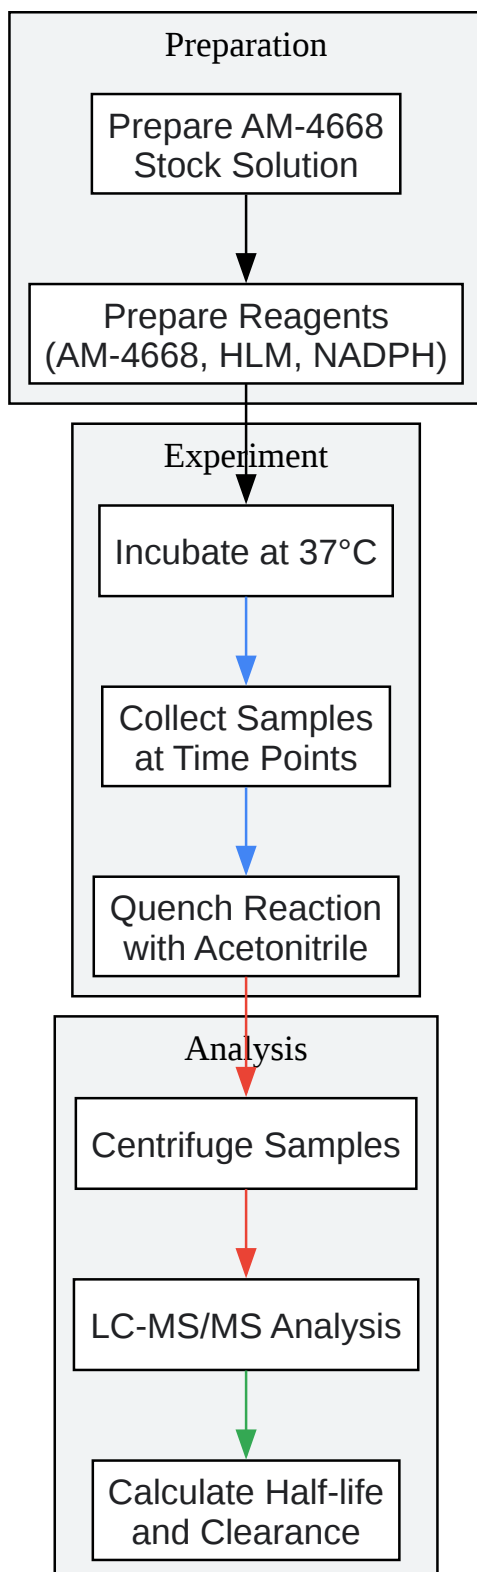 Preparation
Prepare AM-4668
Stock Solution
Prepare Reagents
(AM-4668, HLM, NADPH)
Experiment
Incubate at 37°C
Collect Samples
at Time Points
Quench Reaction
with Acetonitrile
Analysis
Centrifuge Samples
LC-MS/MS Analysis
Calculate Half-life
and Clearance